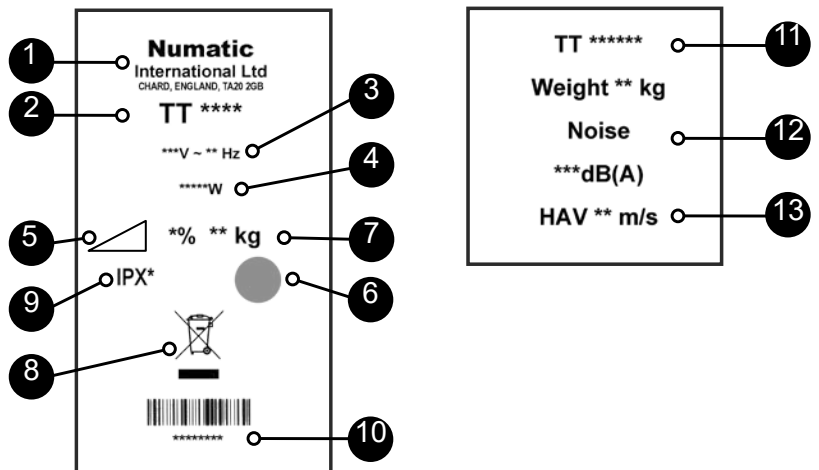 1
Numatic
International Ltd
CHARD, ENGLAND, TA20 2GB
2
TT ****
3
***V ~ ** Hz
4
*****W
5
*% ** kg
7
9
IPX*
6
8
********
10
TT ******
11
Weight ** kg
Noise
12
***dB(A)
HAV ** m/s
13